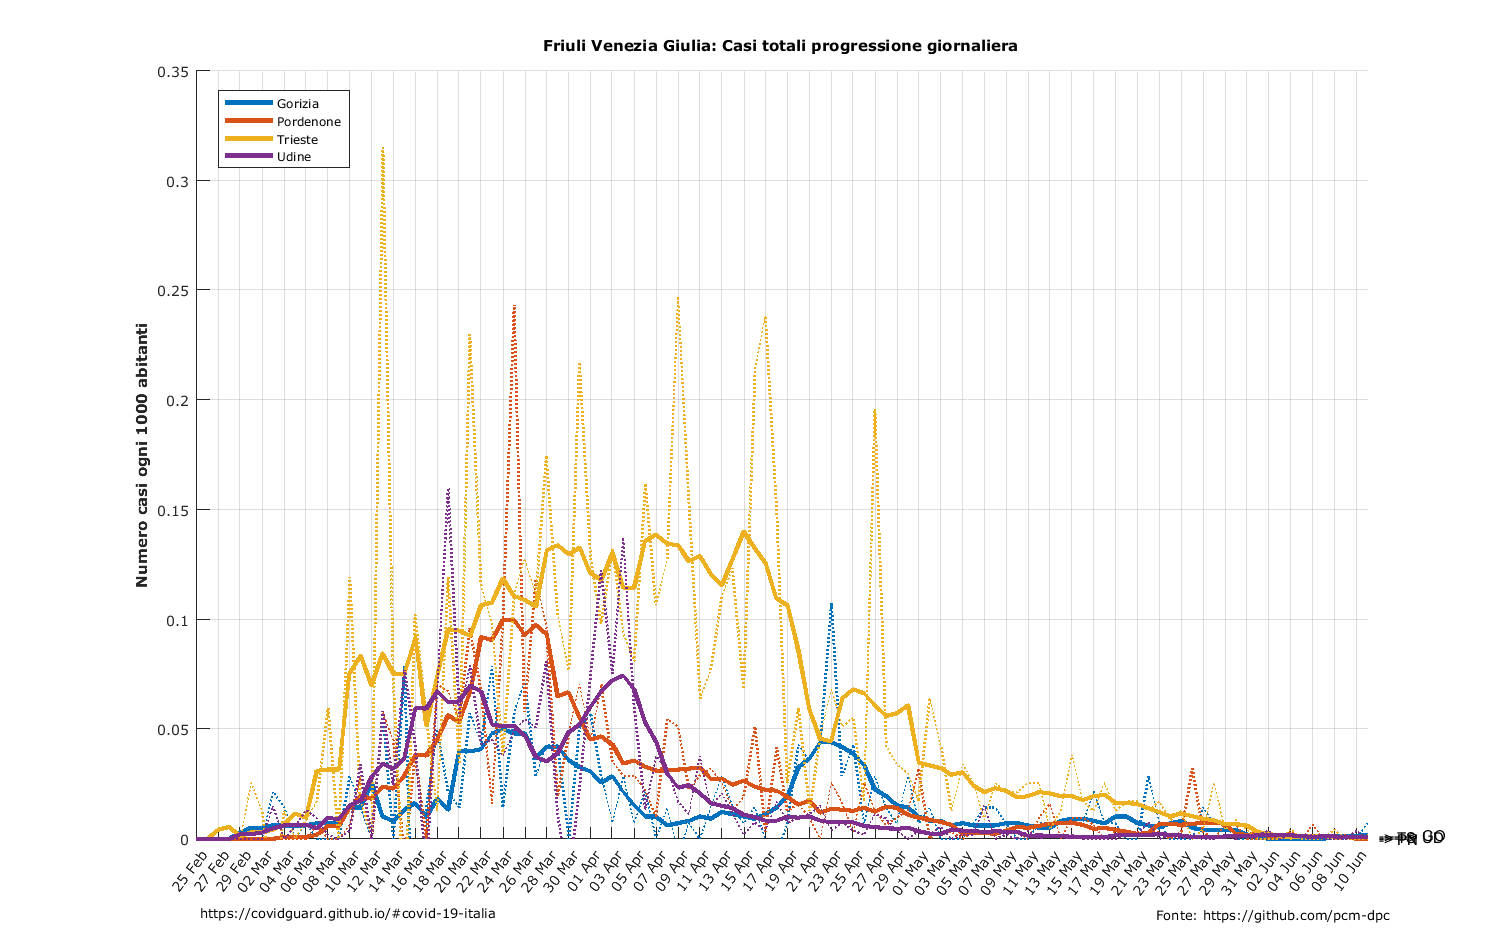 Friuli Venezia Giulia: Casi totali progressione giornaliera
Numero casi ogni 1000 abitanti
0.35
0.3
0.25
0.2
0.15
0.1
0.05
0
Gorizia
Pordenone
Trieste
Udine
25 Feb
27 Feb
29 Feb
02 Mar
04 Mar
06 Mar
08 Mar
10 Mar
12 Mar
14 Mar
16 Mar
18 Mar
20 Mar
22 Mar
24 Mar
26 Mar
28 Mar
30 Mar
01 Apr
03 Apr
05 Apr
07 Apr
09 Apr
11 Apr
13 Apr
15 Apr
17 Apr
19 Apr
21 Apr
23 Apr
25 Apr
27 Apr
29 Apr
01 May
03 May
05 May
07 May
09 May
11 May
13 May
15 May
17 May
19 May
21 May
23 May
25 May
27 May
29 May
31 May
02 Jun
04 Jun
06 Jun
08 Jun
10 Jun
https://covidguard.github.io/#covid-19-italia
Fonte: https://github.com/pcm-dpc